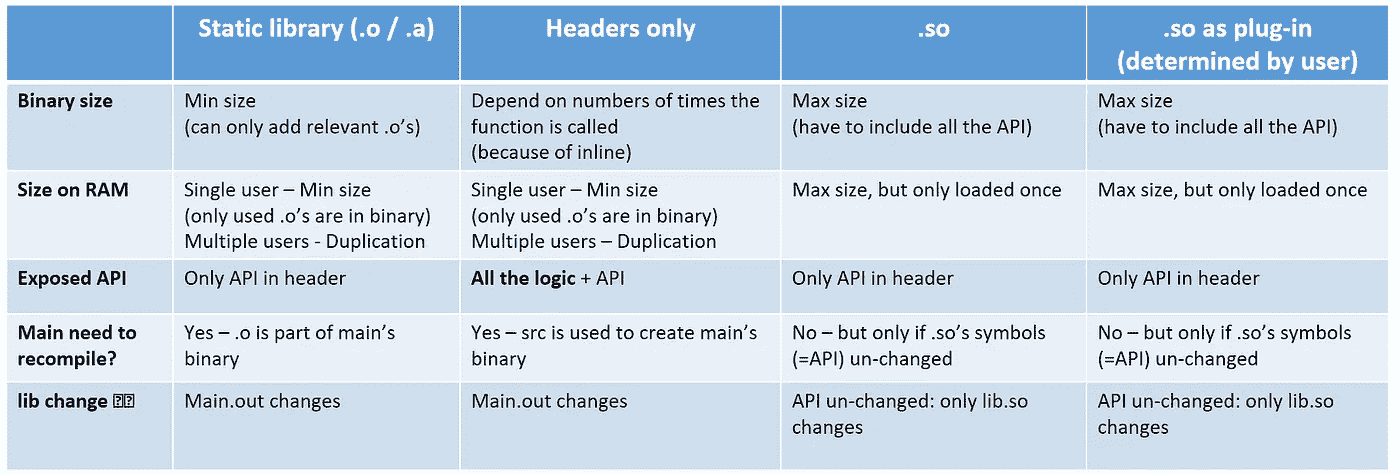 Static library (.o / .a)
Headers only
.so
.so as plug-in
(determined by user)
Binary size
Min size
(can only add relevant .o’s)
Depend on numbers of times the
function is called
(because of inline)
Max size
(have to include all the API)
Max size
(have to include all the API)
Size on RAM
Single user – Min size
(only used .o’s are in binary)
Multiple users - Duplication
Single user – Min size
(only used .o’s are in binary)
Multiple users – Duplication
Max size, but only loaded once
Max size, but only loaded once
Exposed API
Only API in header
All the logic + API
Only API in header
Only API in header
Main need to
recompile?
Yes – .o is part of main’s
binary
Yes – src is used to create main’s
binary
No – but only if .so’s symbols
(=API) un-changed
No – but only if .so’s symbols
(=API) un-changed
lib change
Main.out changes
Main.out changes
API un-changed: only lib.so
changes
API un-changed: only lib.so
changes